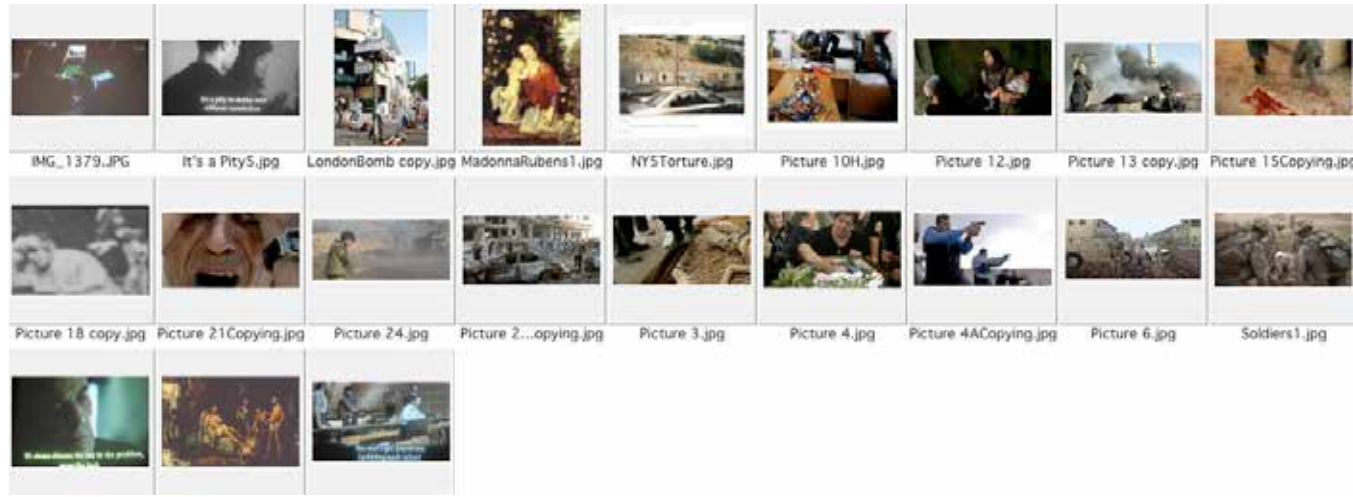 IMG_1379.JPG
It's a Pity5.jpg
LondonBomb copy.jpg
MadonnaRubens1.jpg
NY5Torture.jpg
Picture 10H.jpg
Picture 12.jpg
Picture 13 copy.jpg
Picture 15Copying.jpg
Picture 18 copy.jpg
Picture 21Copying.jpg
Picture 24.jpg
Picture 2...opying.jpg
Picture 3.jpg
Picture 4.jpg
Picture 4ACopying.jpg
Picture 6.jpg
Soldiers1.jpg